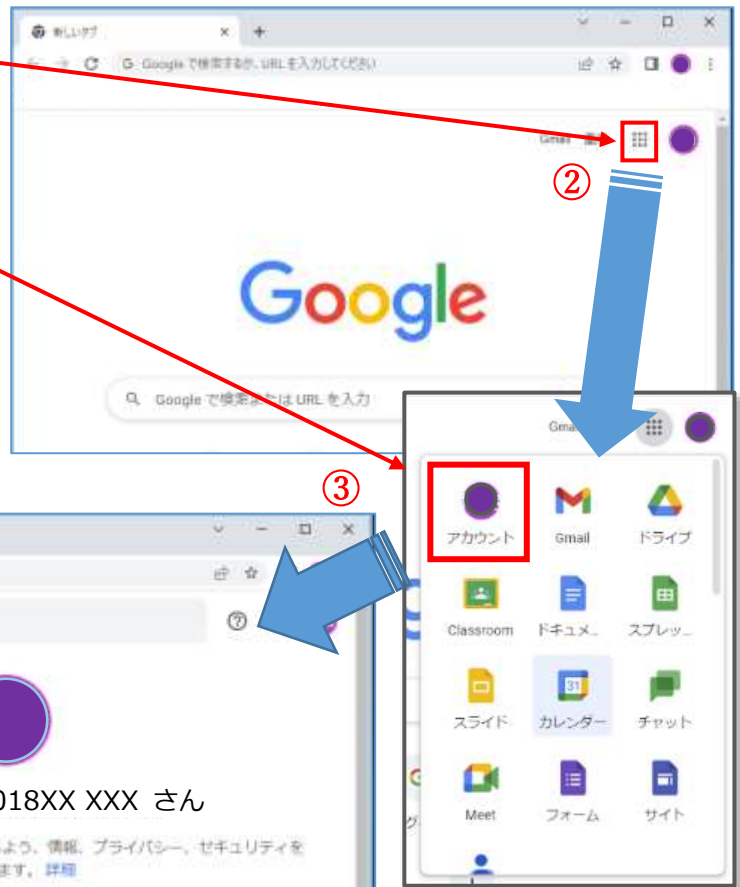 新しいタブ
G Google で検索するか、URL を入力してください
Gmail
②
Google
Google で検索または URL を入力
③
アカウント
Gmail
ドライブ
Classroom
ドキュメ...
スプレッ...
スライド
カレンダー
チャット
Meet
フォーム
サイト
018XX XXX さん
よう、情報、プライバシー、セキュリティを
ます。詳細